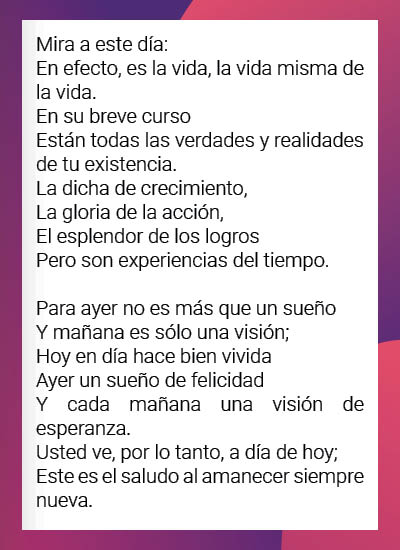 Mira a este día:
En efecto, es la vida, la vida misma de
la vida.
En su breve curso
Están todas las verdades y realidades
de tu existencia.
La dicha de crecimiento,
La gloria de la acción,
El esplendor de los logros
Pero son experiencias del tiempo.

Para ayer no es más que un sueño
Y mañana es sólo una visión;
Hoy en día hace bien vivida
Ayer un sueño de felicidad
Y cada mañana una visión de
esperanza.
Usted ve, por lo tanto, a día de hoy;
Este es el saludo al amanecer siempre
nueva.